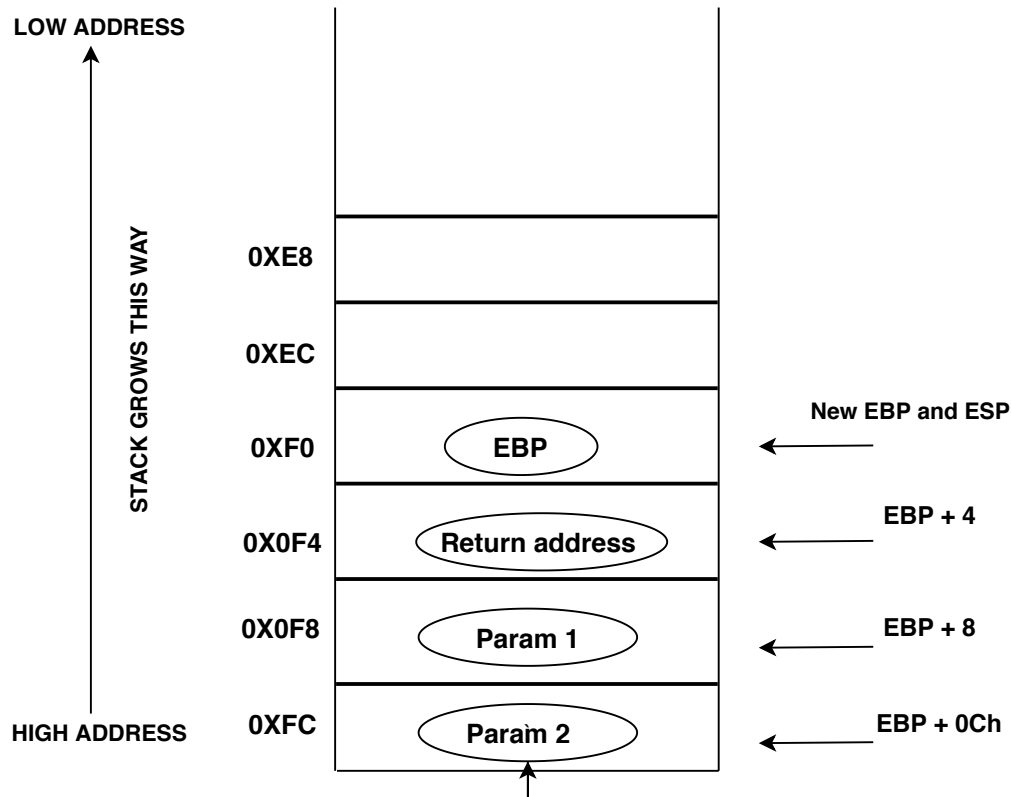 LOW ADDRESS
STACK GROWS THIS WAY
0XE8
0XEC
New EBP and ESP
0XF0
EBP
EBP + 4
0X0F4
Return address
EBP + 8
0X0F8
Param 1
EBP + 0Ch
HIGH ADDRESS
0XFC
Param 2